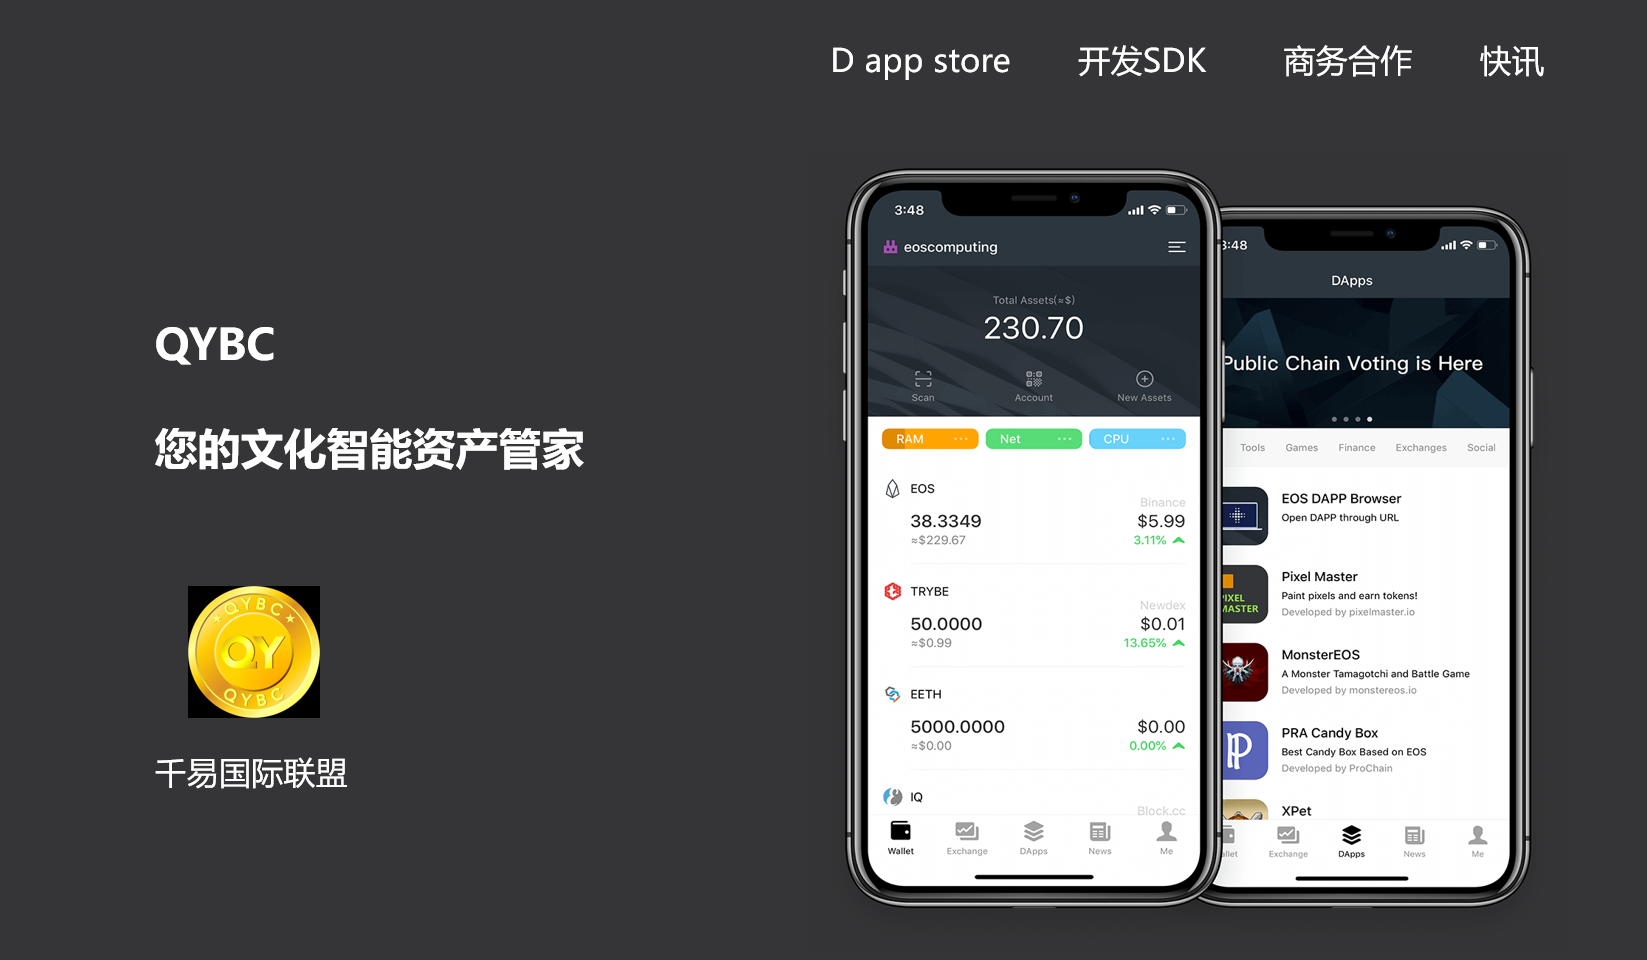 D app store 开发SDK 商务合作 快讯
QYBC
您的文化智能资产管家
QYBC
QY
QYBC
千易国际联盟
3:48
eoscomputing
Total Assets(≈$)
230.70
Scan Account New Assets
RAM Net CPU
EOS
Binance
38.3349 $5.99
≈$229.67 3.11%
TRYBE
Newdex
50.0000 $0.01
≈$0.99 13.65%
EETH
5000.0000 $0.00
≈$0.00 0.00%
IQ
Block.cc
Wallet Exchange DApps News Me
3:48
DApps
Public Chain Voting is Here
Tools Games Finance Exchanges Social
EOS DAPP Browser
Open DAPP through URL
PIXEL
MASTER
Pixel Master
Paint pixels and earn tokens!
Developed by pixelmaster.io
MonsterEOS
A Monster Tamagotchi and Battle Game
Developed by monstereos.io
PRA Candy Box
Best Candy Box Based on EOS
Developed by ProChain
XPet
allet Exchange DApps News Me